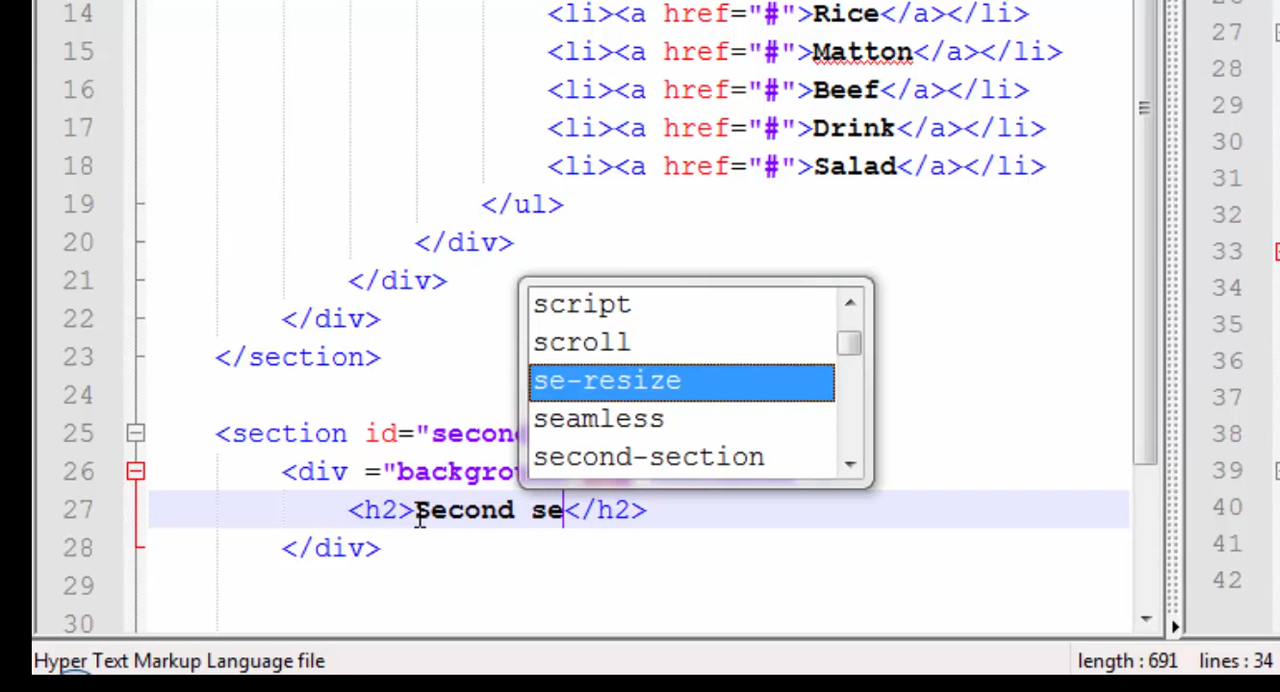 14 <li><a href="#">Rice</a></li>
15 <li><a href="#">Matton</a></li>
16 <li><a href="#">Beef</a></li>
17 <li><a href="#">Drink</a></li>
18 <li><a href="#">Salad</a></li>
19 </ul>
20 </div>
21 </div>
22 </div>
23 </section>
24
25 <section id="second
26 <div ="backgrou
27 <h2>Second se</h2>
28 </div>
29
30
script
scroll
se-resize
seamless
second-section
27
28
29
30
31
32
33
34
35
36
37
38
39
40
41
42
Hyper Text Markup Language file
length : 691 lines : 34